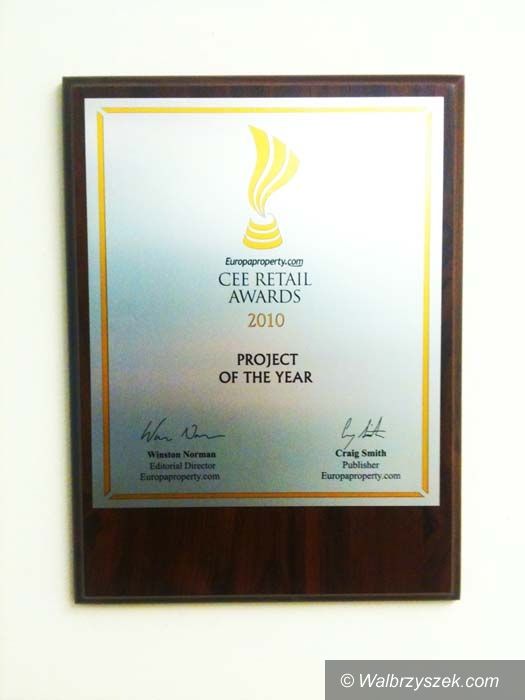 Europaproperty.com
CEE RETAIL
AWARDS
2010
PROJECT
OF THE YEAR
Winston Norman
Editorial Director
Europaproperty.com
Craig Smith
Publisher
Europaproperty.com
© Walbrzyszek.com